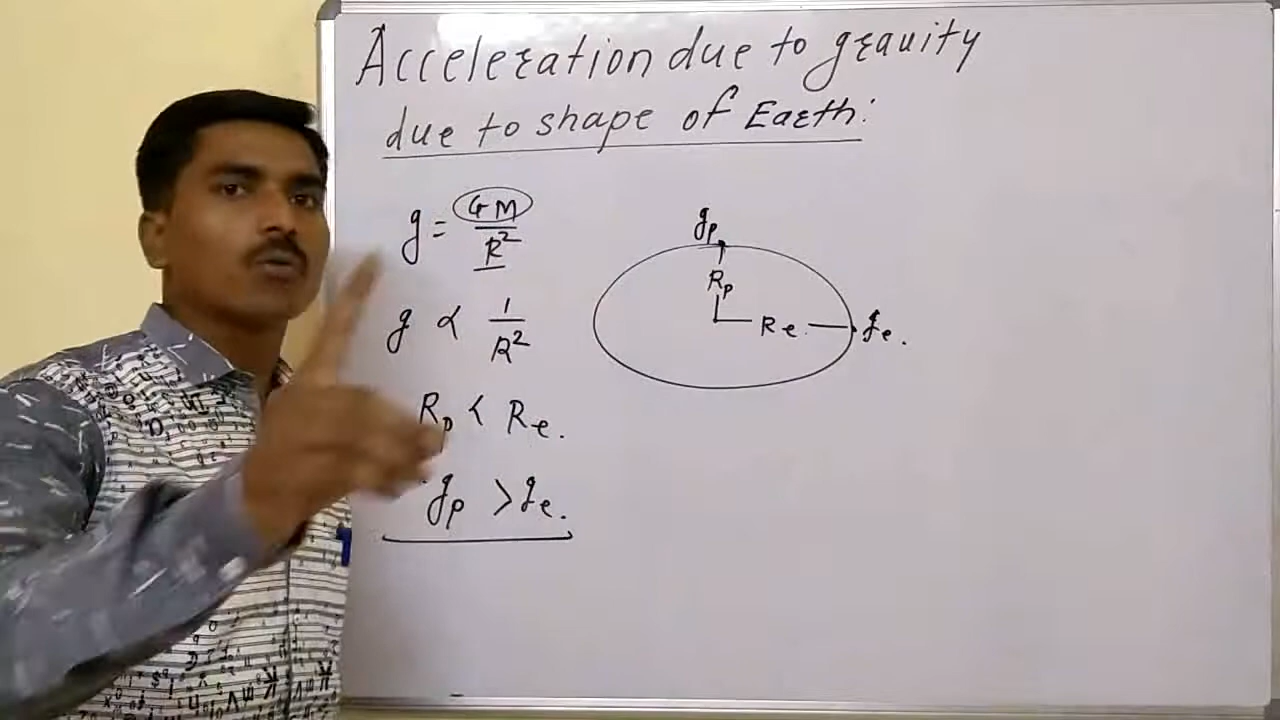 Acceleration due to gravity
due to shape of Earth:
g = GM / R²
g ∝ 1 / R²
Rp < Re.
gp > ge.
gp
Rp
Re
ge.